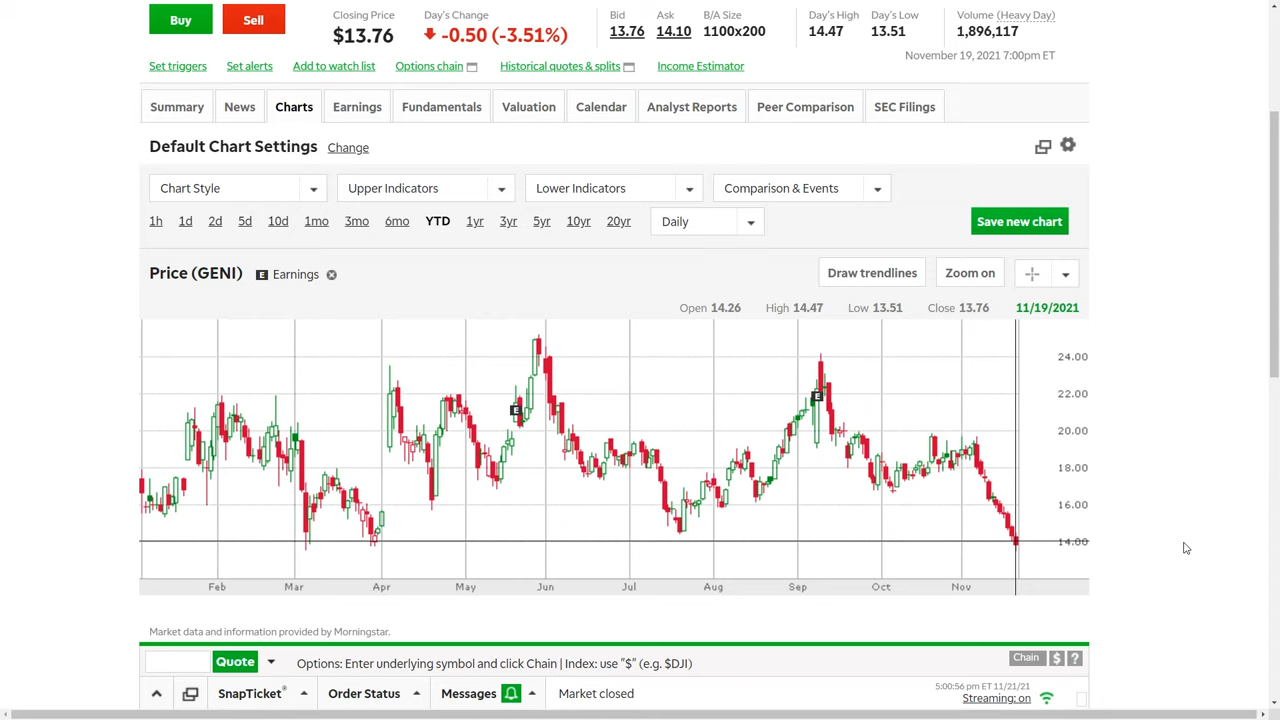 Buy Sell Closing Price Day's Change Bid Ask B/A Size Day's High Day's Low Volume (Heavy Day)
$13.76 -0.50 (-3.51%) 13.76 14.10 1100x200 14.47 13.51 1,896,117
November 19, 2021 7:00pm ET
Set triggers Set alerts Add to watch list Options chain Historical quotes & splits Income Estimator
Summary News Charts Earnings Fundamentals Valuation Calendar Analyst Reports Peer Comparison SEC Filings
Default Chart Settings Change
Chart Style Upper Indicators Lower Indicators Comparison & Events
1h 1d 2d 5d 10d 1mo 3mo 6mo YTD 1yr 3yr 5yr 10yr 20yr Daily Save new chart
Price (GENI) E Earnings Draw trendlines Zoom on
Open 14.26 High 14.47 Low 13.51 Close 13.76 11/19/2021
24.00
22.00
E E
20.00
18.00
16.00
14.00
Feb Mar Apr May Jun Jul Aug Sep Oct Nov
Market data and information provided by Morningstar.
Quote Options: Enter underlying symbol and click Chain | Index: use "$" (e.g. $DJI) Chain $ ?
SnapTicket® Order Status Messages Market closed 5:00:56 pm ET 11/21/21
Streaming: on